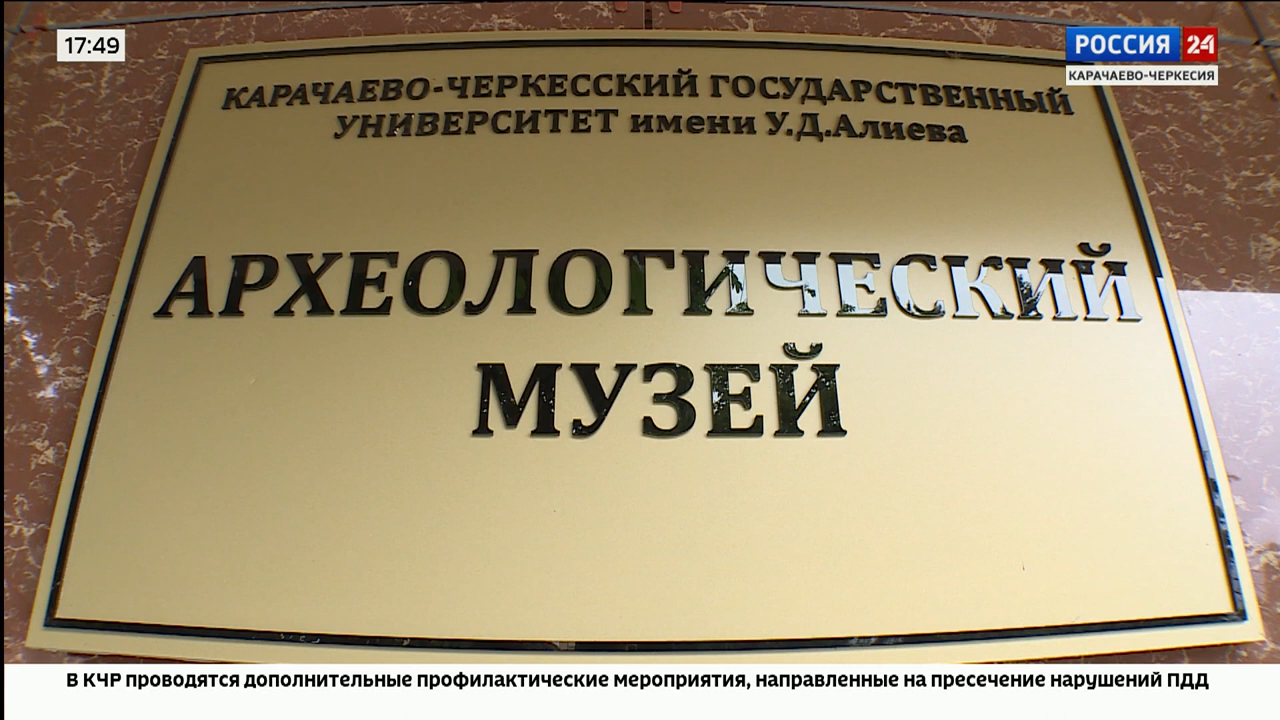 17:49
РОССИЯ 24
КАРАЧАЕВО-ЧЕРКЕСИЯ
КАРАЧАЕВО-ЧЕРКЕССКИЙ ГОСУДАРСТВЕННЫЙ
УНИВЕРСИТЕТ имени У.Д.Алиева
АРХЕОЛОГИЧЕСКИЙ
МУЗЕЙ
В КЧР проводятся дополнительные профилактические мероприятия, направленные на пресечение нарушений ПДД